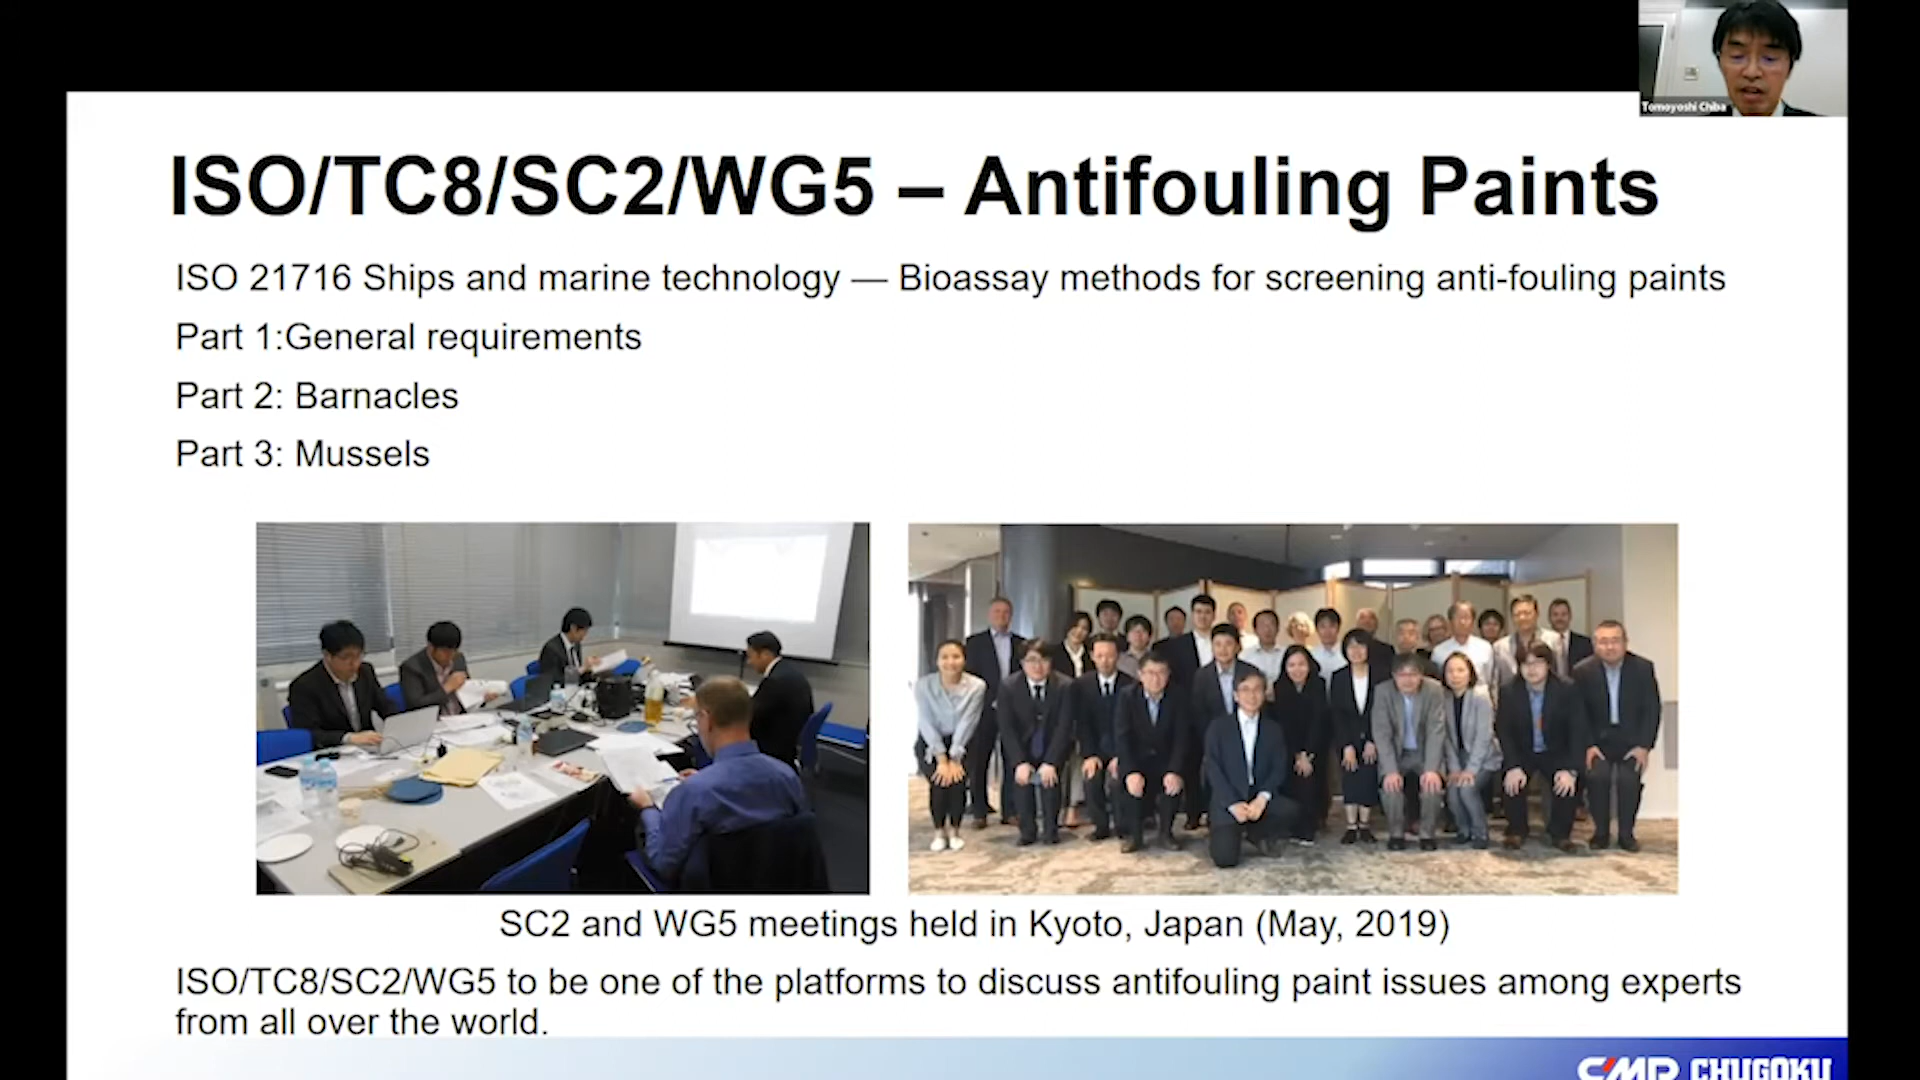 Tomoyoshi Chiba
ISO/TC8/SC2/WG5 – Antifouling Paints
ISO 21716 Ships and marine technology — Bioassay methods for screening anti-fouling paints
Part 1:General requirements
Part 2: Barnacles
Part 3: Mussels
SC2 and WG5 meetings held in Kyoto, Japan (May, 2019)
ISO/TC8/SC2/WG5 to be one of the platforms to discuss antifouling paint issues among experts
from all over the world.
CMP CHUGOKU